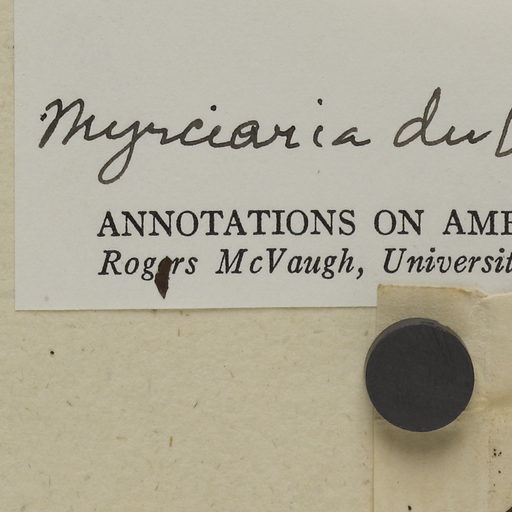 Myrciaria du
ANNOTATIONS ON AME
Rogers McVaugh, Universit